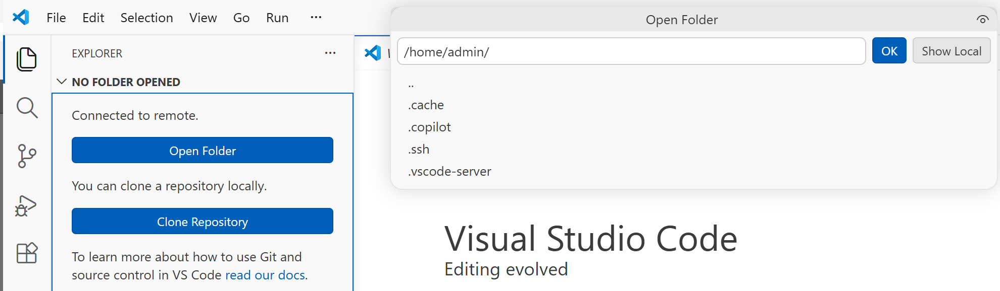 File Edit Selection View Go Run ...
EXPLORER ...
NO FOLDER OPENED
Connected to remote.
Open Folder
You can clone a repository locally.
Clone Repository
To learn more about how to use Git and
source control in VS Code read our docs.
Open Folder
/home/admin/ OK Show Local
..
.cache
.copilot
.ssh
.vscode-server
Visual Studio Code
Editing evolved